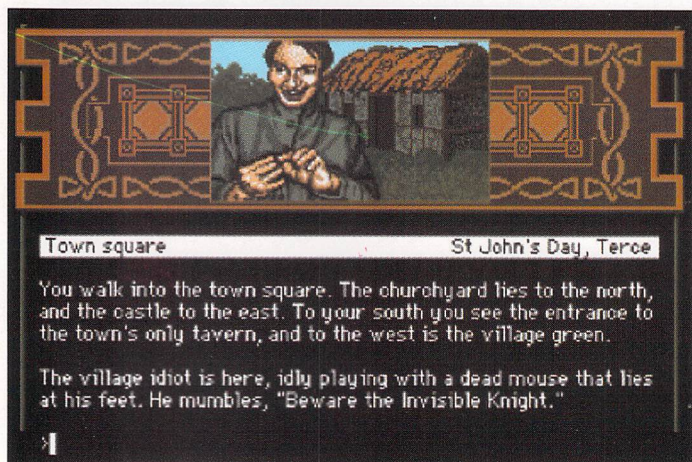 Town square St John's Day, Terce
You walk into the town square. The churchyard lies to the north,
and the castle to the east. To your south you see the entrance to
the town's only tavern, and to the west is the village green.
The village idiot is here, idly playing with a dead mouse that lies
at his feet. He mumbles, "Beware the Invisible Knight."
>